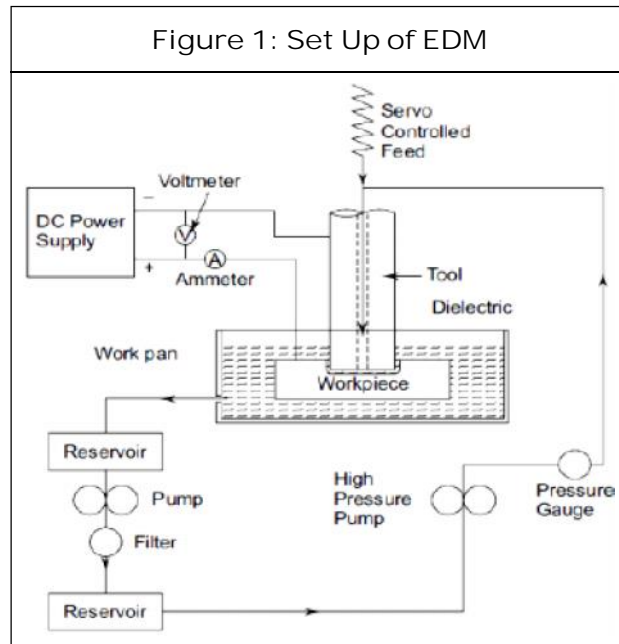 Figure 1: Set Up of EDM
Servo
Controlled
Feed
Voltmeter
–
DC Power
Supply
V
+
A
Ammeter
Tool
Dielectric
Work pan
Workpiece
Reservoir
Pump
Filter
Reservoir
High
Pressure
Pump
Pressure
Gauge